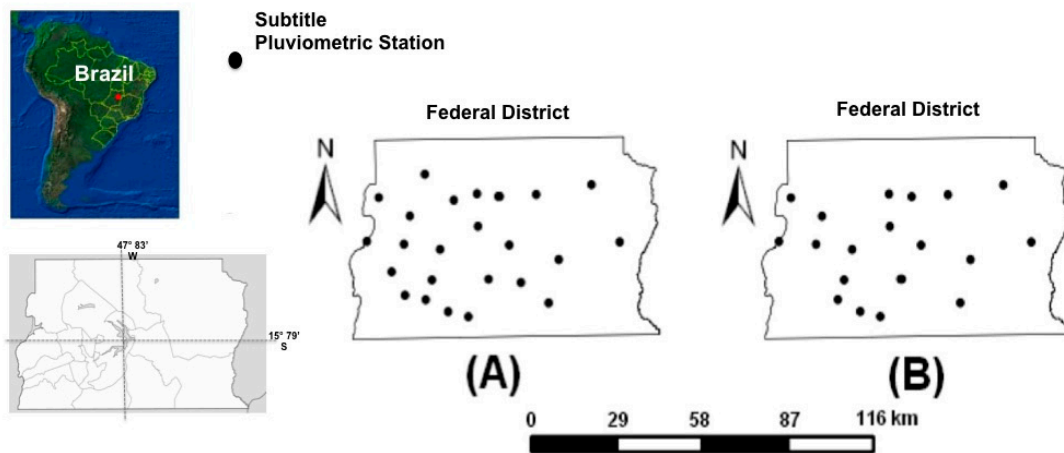 Subtitle
Pluviometric Station
Brazil
Federal District
Federal District
N
N
47° 83'
W
15° 79'
S
(A)
(B)
0 29 58 87 116 km